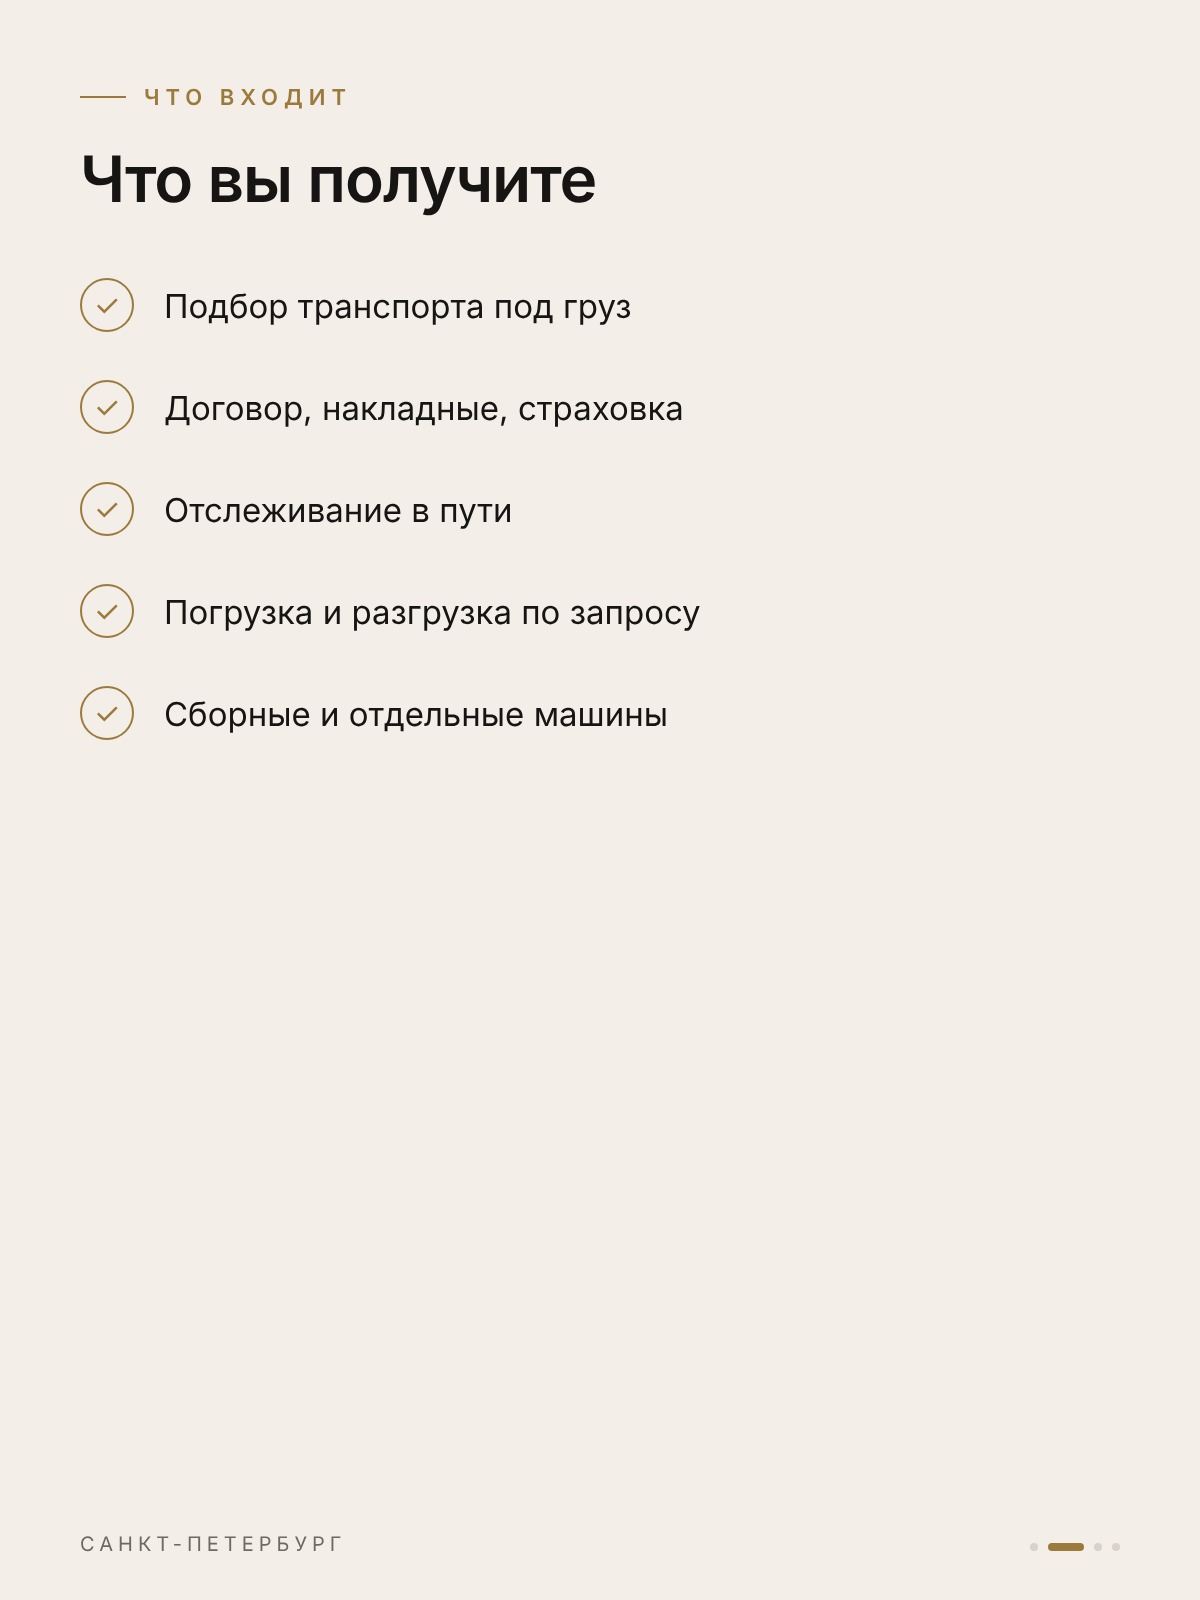 ЧТО ВХОДИТ
Что вы получите
Подбор транспорта под груз
Договор, накладные, страховка
Отслеживание в пути
Погрузка и разгрузка по запросу
Сборные и отдельные машины
САНКТ-ПЕТЕРБУРГ